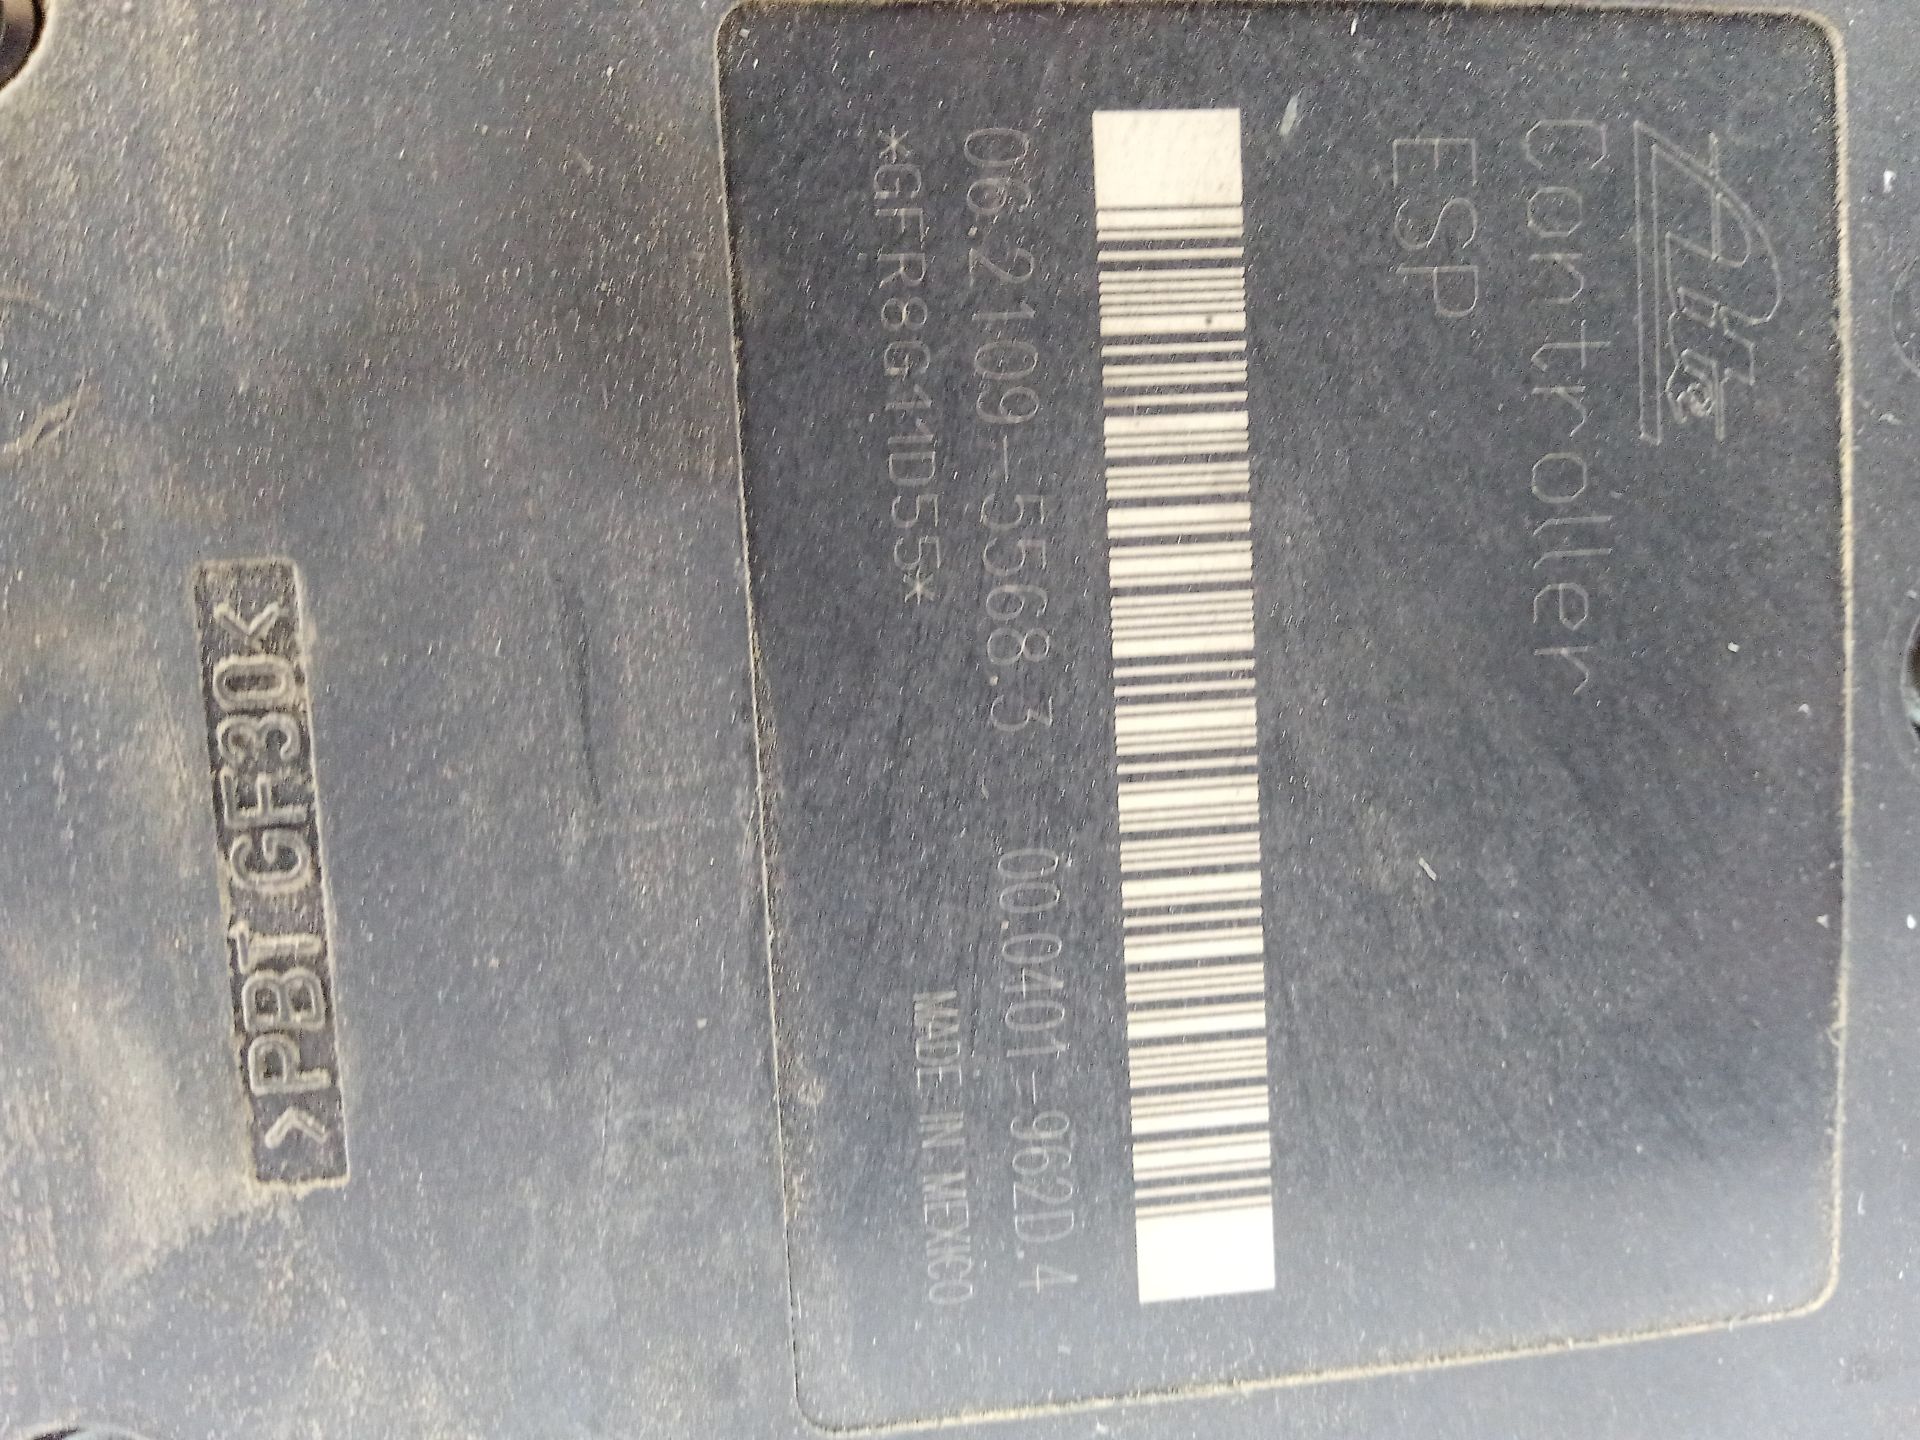 Ate
Controller
ESP
06.2109-5568.3 00.0401-962D.4
*GFR8G11D55* MADE IN MEXICO
>PBT GF30<